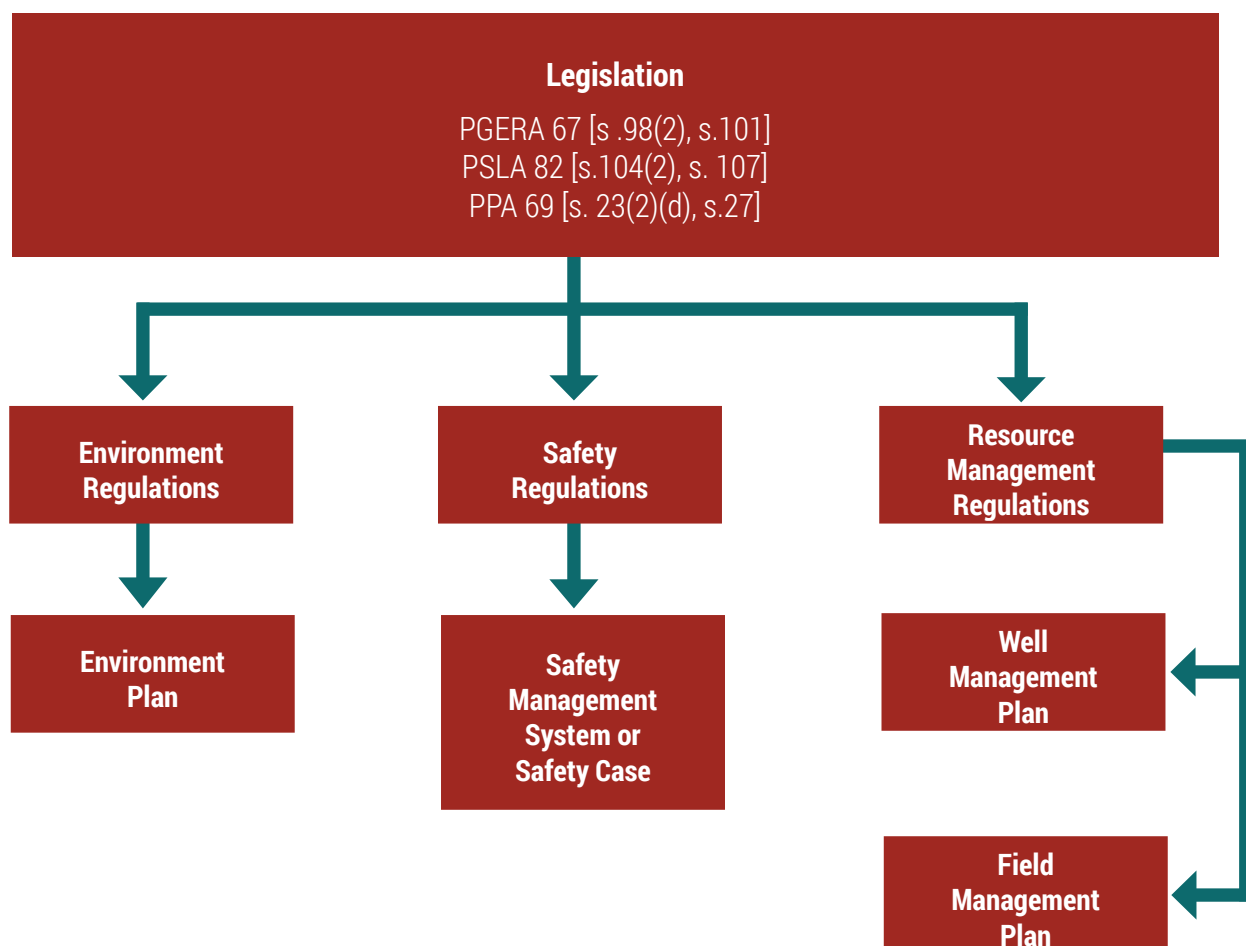 Legislation
PGERA 67 [s .98(2), s.101]
PSLA 82 [s.104(2), s. 107]
PPA 69 [s. 23(2)(d), s.27]
Environment
Regulations
Safety
Regulations
Resource
Management
Regulations
Environment
Plan
Safety
Management
System or
Safety Case
Well
Management
Plan
Field
Management
Plan